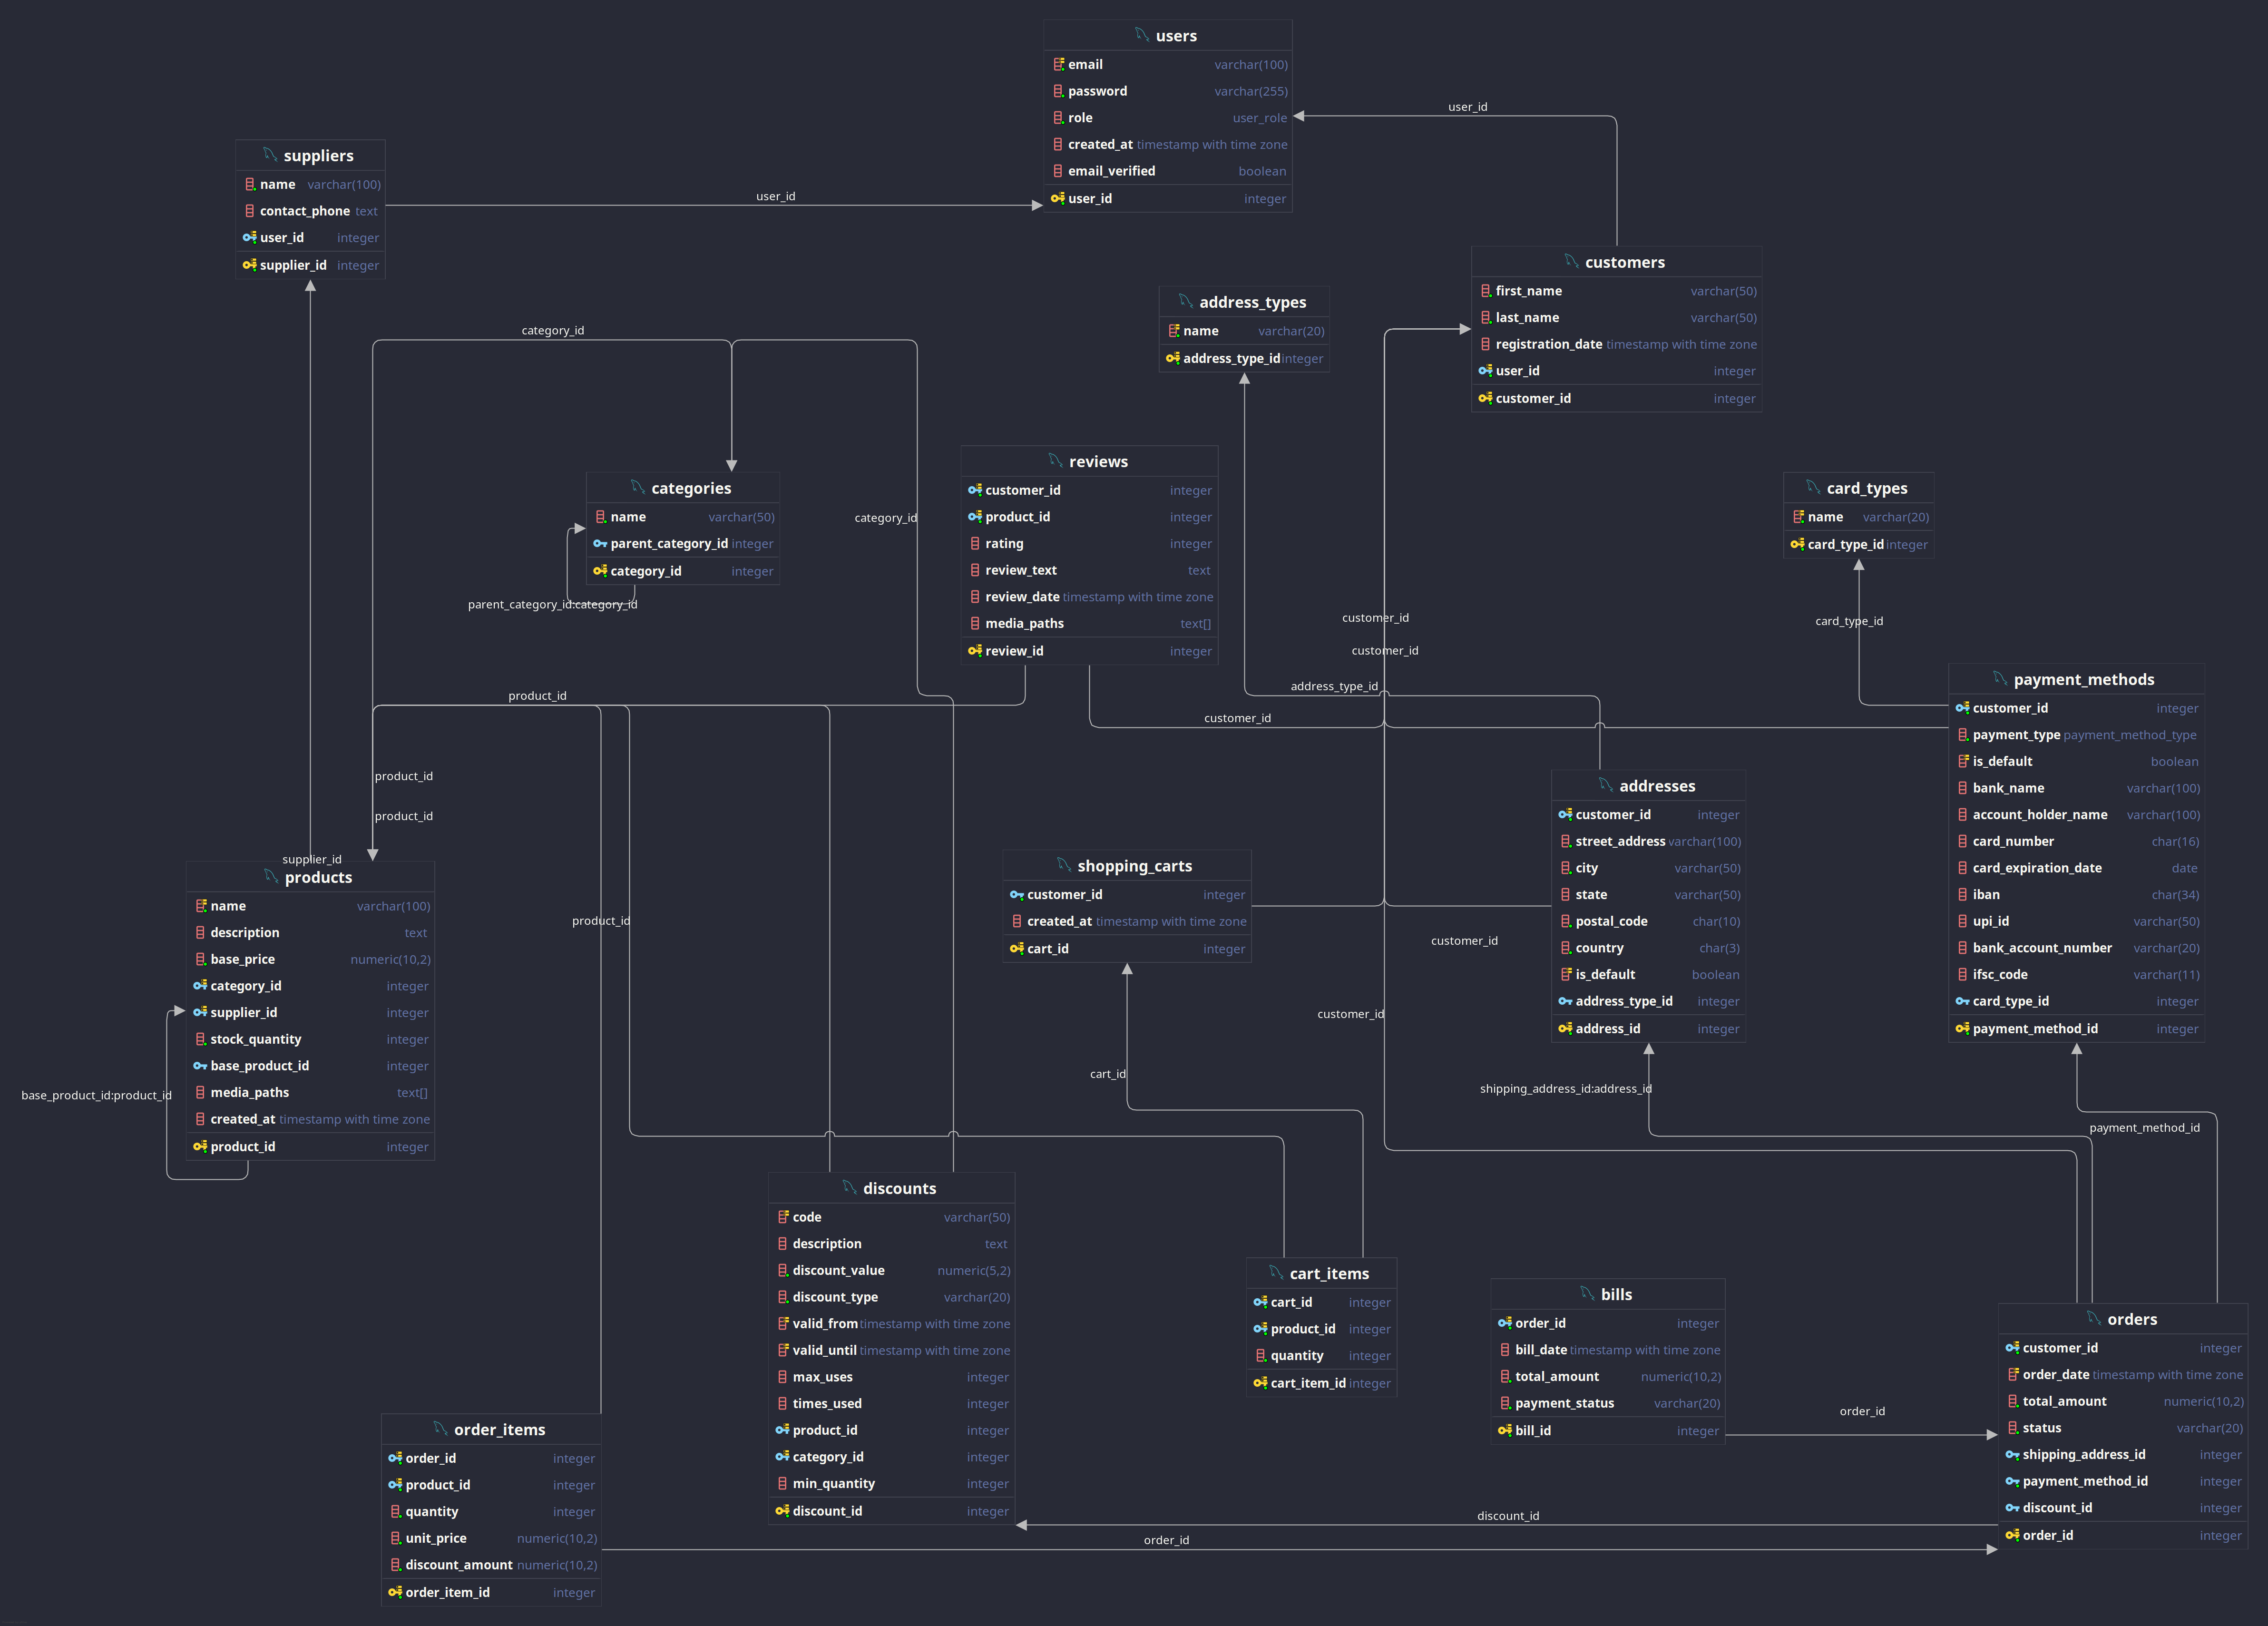 users
email varchar(100)
password varchar(255)
role user_role
created_at timestamp with time zone
email_verified boolean
user_id integer
user_id
suppliers
name varchar(100)
contact_phone text
user_id integer
supplier_id integer
user_id
customers
first_name varchar(50)
last_name varchar(50)
registration_date timestamp with time zone
user_id integer
customer_id integer
address_types
name varchar(20)
address_type_id integer
category_id
categories
name varchar(50)
parent_category_id integer
category_id integer
parent_category_id:category_id
category_id
reviews
customer_id integer
product_id integer
rating integer
review_text text
review_date timestamp with time zone
media_paths text[]
review_id integer
card_types
name varchar(20)
card_type_id integer
customer_id
card_type_id
customer_id
address_type_id
product_id
customer_id
payment_methods
customer_id integer
payment_type payment_method_type
is_default boolean
bank_name varchar(100)
account_holder_name varchar(100)
card_number char(16)
card_expiration_date date
iban char(34)
upi_id varchar(50)
bank_account_number varchar(20)
ifsc_code varchar(11)
card_type_id integer
payment_method_id integer
product_id
product_id
addresses
customer_id integer
street_address varchar(100)
city varchar(50)
state varchar(50)
postal_code char(10)
country char(3)
is_default boolean
address_type_id integer
address_id integer
supplier_id
products
name varchar(100)
description text
base_price numeric(10,2)
category_id integer
supplier_id integer
stock_quantity integer
base_product_id integer
media_paths text[]
created_at timestamp with time zone
product_id integer
base_product_id:product_id
product_id
shopping_carts
customer_id integer
created_at timestamp with time zone
cart_id integer
customer_id
customer_id
cart_id
shipping_address_id:address_id
payment_method_id
discounts
code varchar(50)
description text
discount_value numeric(5,2)
discount_type varchar(20)
valid_from timestamp with time zone
valid_until timestamp with time zone
max_uses integer
times_used integer
product_id integer
category_id integer
min_quantity integer
discount_id integer
cart_items
cart_id integer
product_id integer
quantity integer
cart_item_id integer
bills
order_id integer
bill_date timestamp with time zone
total_amount numeric(10,2)
payment_status varchar(20)
bill_id integer
order_id
orders
customer_id integer
order_date timestamp with time zone
total_amount numeric(10,2)
status varchar(20)
shipping_address_id integer
payment_method_id integer
discount_id integer
order_id integer
order_items
order_id integer
product_id integer
quantity integer
unit_price numeric(10,2)
discount_amount numeric(10,2)
order_item_id integer
discount_id
order_id